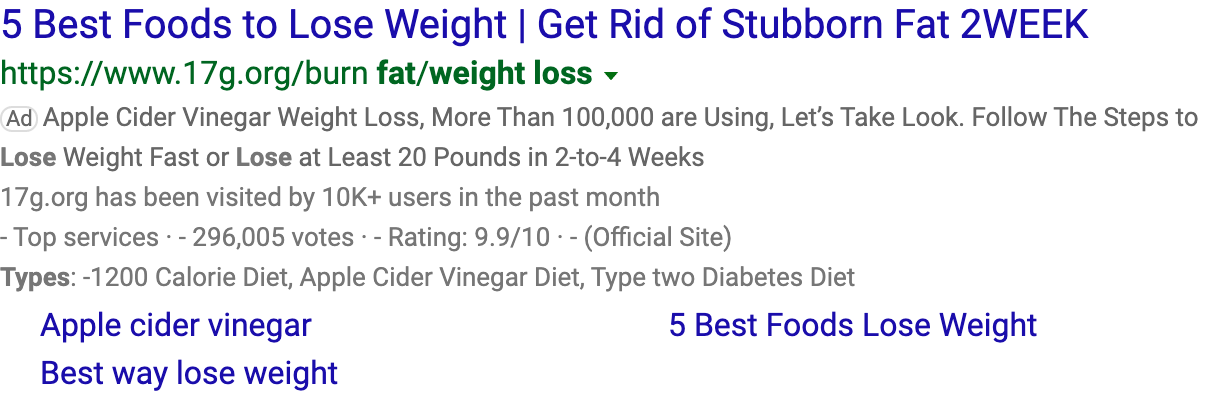 5 Best Foods to Lose Weight | Get Rid of Stubborn Fat 2WEEK
https://www.17g.org/burn fat/weight loss
Ad Apple Cider Vinegar Weight Loss, More Than 100,000 are Using, Let’s Take Look. Follow The Steps to
Lose Weight Fast or Lose at Least 20 Pounds in 2-to-4 Weeks
17g.org has been visited by 10K+ users in the past month
- Top services · - 296,005 votes · - Rating: 9.9/10 · - (Official Site)
Types: -1200 Calorie Diet, Apple Cider Vinegar Diet, Type two Diabetes Diet
Apple cider vinegar 5 Best Foods Lose Weight
Best way lose weight